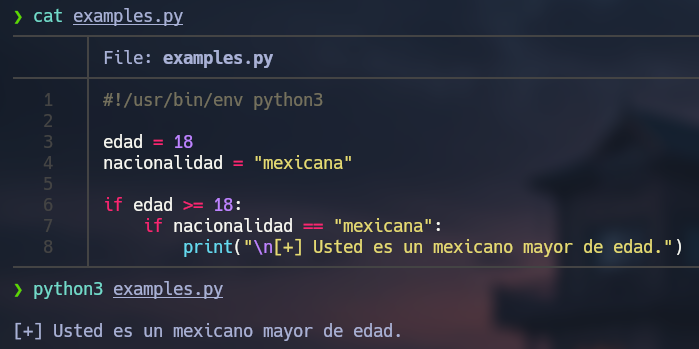 ❯ cat examples.py
File: examples.py
1 #!/usr/bin/env python3
2
3 edad = 18
4 nacionalidad = "mexicana"
5
6 if edad >= 18:
7     if nacionalidad == "mexicana":
8         print("\n[+] Usted es un mexicano mayor de edad.")
❯ python3 examples.py
[+] Usted es un mexicano mayor de edad.